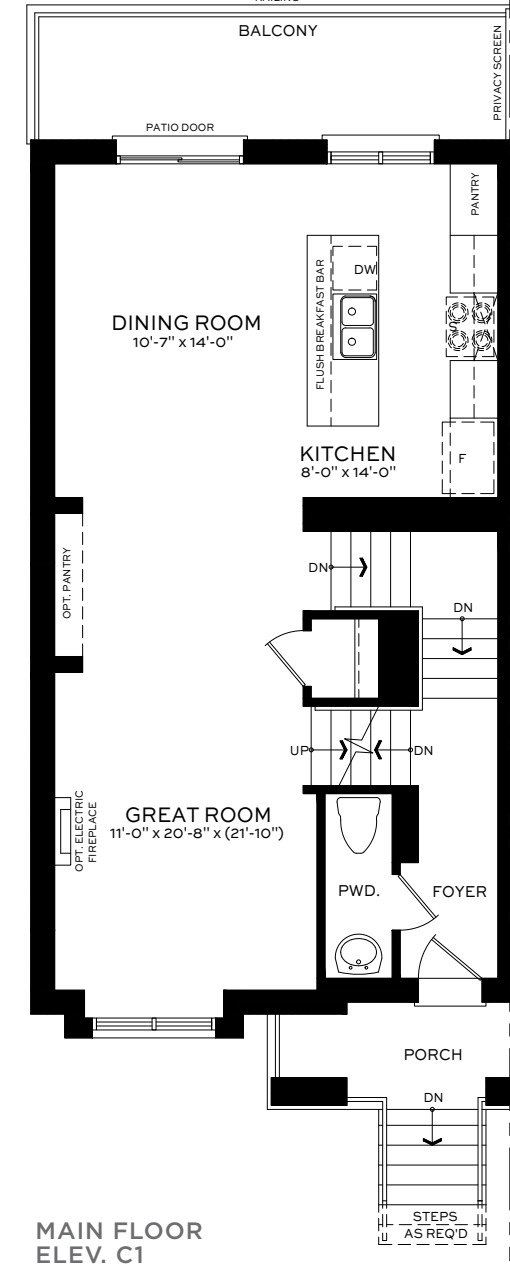 RAILING
BALCONY
PRIVACY SCREEN
PATIO DOOR
PANTRY
DW
FLUSH BREAKFAST BAR
DINING ROOM
10'-7" x 14'-0"
S
KITCHEN
8'-0" x 14'-0"
F
OPT. PANTRY
DN
DN
UP
DN
OPT. ELECTRIC
FIREPLACE
GREAT ROOM
11'-0" x 20'-8" x (21'-10")
PWD.
FOYER
PORCH
DN
STEPS
AS REQ'D
MAIN FLOOR
ELEV. C1